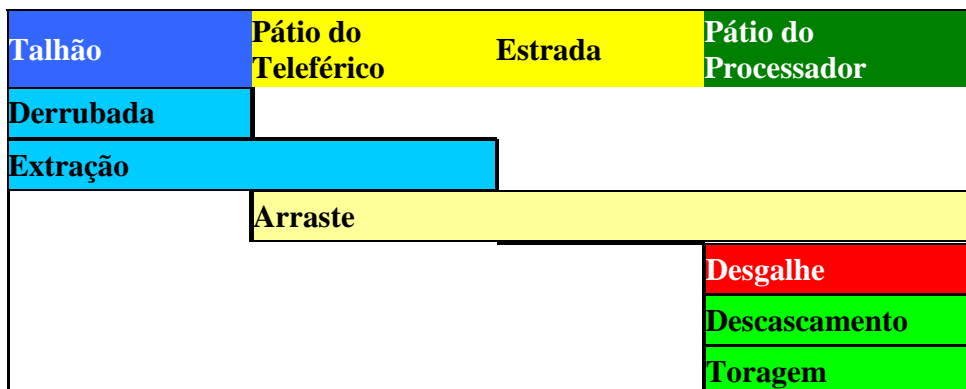 Talhão
Pátio do
Teleférico
Estrada
Pátio do
Processador
Derrubada
Extração
Arraste
Desgalhe
Descascamento
Toragem